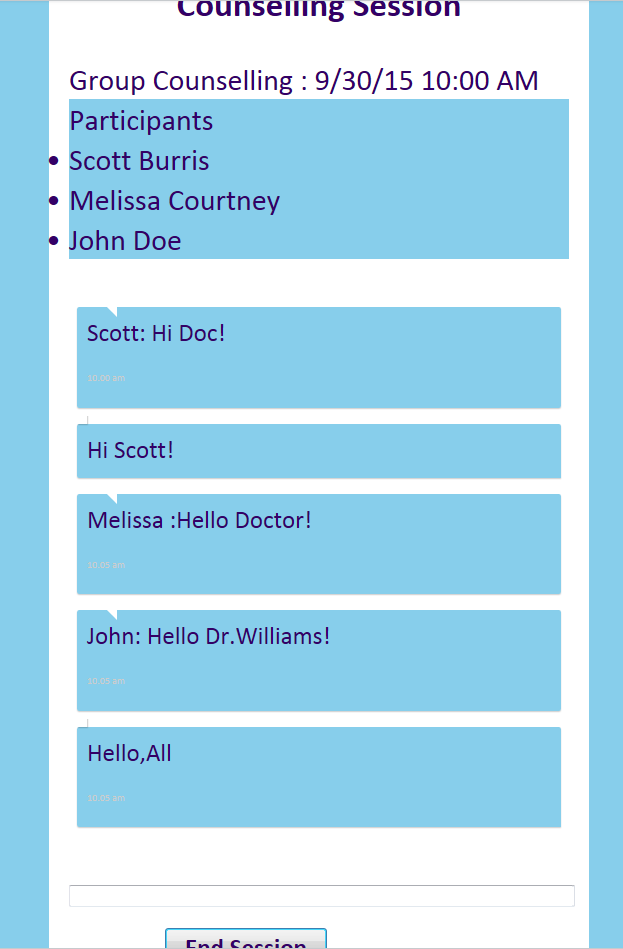 Counselling Session
Group Counselling : 9/30/15 10:00 AM
Participants
• Scott Burris
• Melissa Courtney
• John Doe
Scott: Hi Doc!
10.00 am
Hi Scott!
Melissa :Hello Doctor!
10.05 am
John: Hello Dr.Williams!
10.05 am
Hello,All
10.05 am
End Session